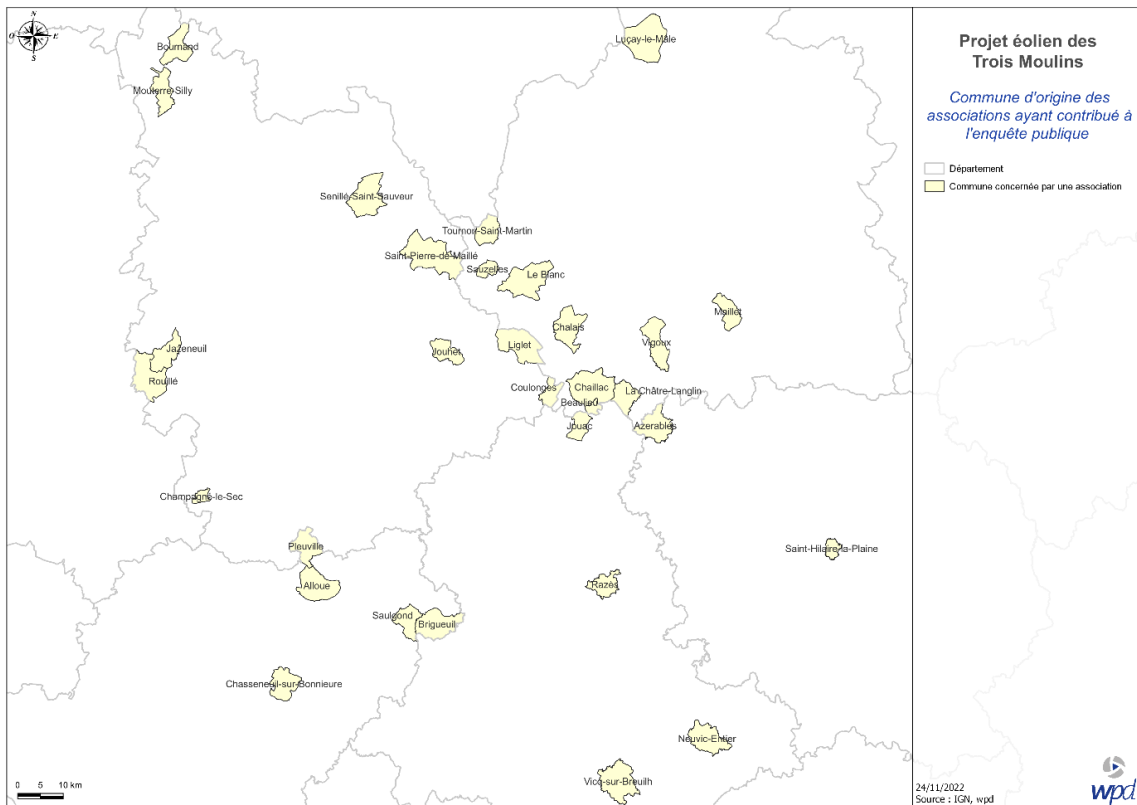 N
O
E
S
Bournand
Mouterre-Silly
Luçay-le-Mâle
Senillé-Saint-Sauveur
Tournon-Saint-Martin
Saint-Pierre-de-Maillé
Sauzelles
Le Blanc
Maillet
Chalais
Vigoux
Jazeneuil
Jouhet
Liglet
Rouillé
Coulonges
Chaillac
La Châtre-Langlin
Beaulieu
Jouac
Azerables
Champagné-le-Sec
Pleuville
Saint-Hilaire-la-Plaine
Alloue
Razès
Saulgond
Brigueuil
Chasseneuil-sur-Bonnieure
Neuvic-Entier
Vicq-sur-Breuilh
0 5 10 km
Projet éolien des
Trois Moulins
Commune d'origine des
associations ayant contribué à
l'enquête publique
Département
Commune concernée par une association
24/11/2022
Source : IGN, wpd
wpd